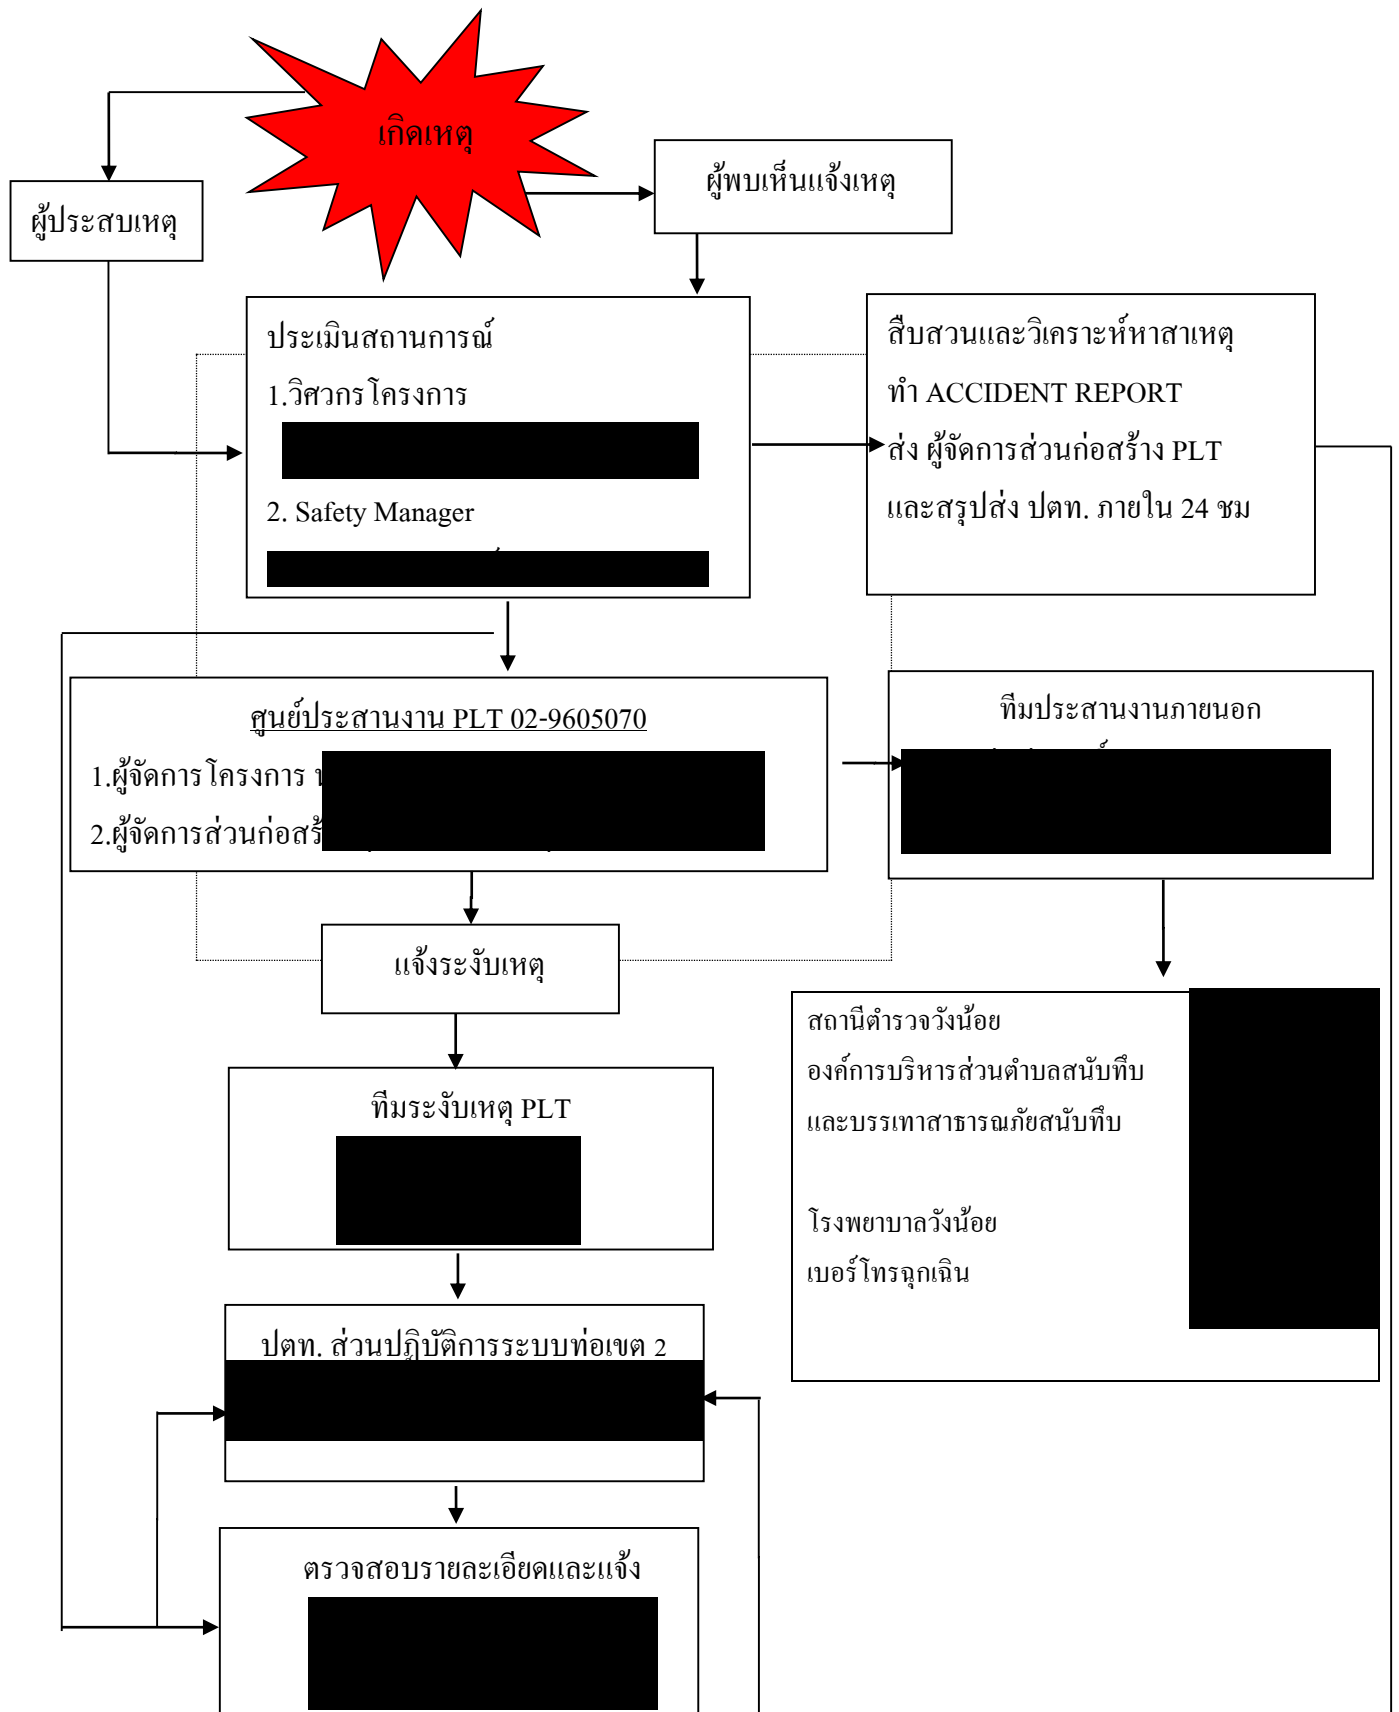 เกิดเหตุ
ผู้พบเห็นแจ้งเหตุ
ผู้ประสบเหตุ
ประเมินสถานการณ์
1.วิศวกรโครงการ
2. Safety Manager
สืบสวนและวิเคราะห์หาสาเหตุ
ทำ ACCIDENT REPORT
ส่ง ผู้จัดการส่วนก่อสร้าง PLT
และสรุปส่ง ปตท. ภายใน 24 ชม
ศูนย์ประสานงาน PLT 02-9605070
1.ผู้จัดการโครงการ
2.ผู้จัดการส่วนก่อสร้
ทีมประสานงานภายนอก
แจ้งระงับเหตุ
สถานีตำรวจวังน้อย
องค์การบริหารส่วนตำบลสนับทึบ
และบรรเทาสาธารณภัยสนับทึบ
โรงพยาบาลวังน้อย
เบอร์โทรฉุกเฉิน
ทีมระงับเหตุ PLT
ปตท. ส่วนปฎิบัติการระบบท่อเขต 2
ตรวจสอบรายละเอียดและแจ้ง